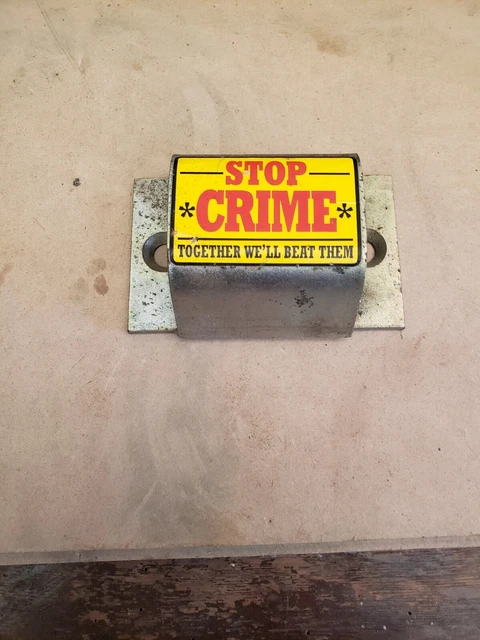 STOP
*CRIME*
TOGETHER WE'LL BEAT THEM